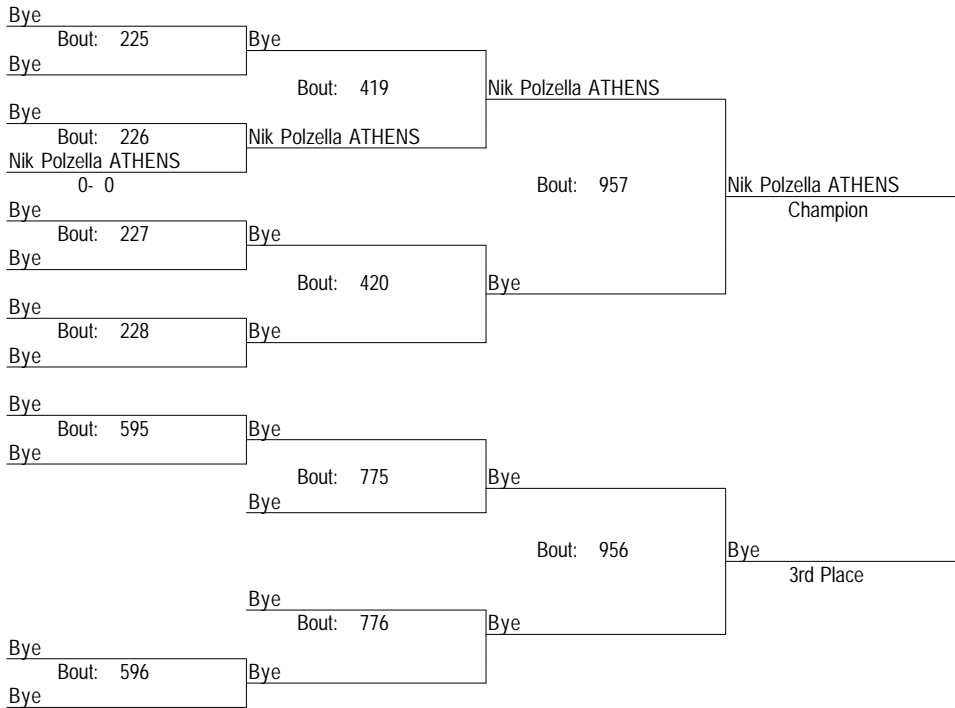 Bye
Bout: 225 Bye
Bye
Bout: 419 Nik Polzella ATHENS
Bye
Bout: 226 Nik Polzella ATHENS
Nik Polzella ATHENS
0- 0 Bout: 957 Nik Polzella ATHENS
Bye Champion
Bout: 227 Bye
Bye
Bout: 420 Bye
Bye
Bout: 228 Bye
Bye
Bye
Bout: 595 Bye
Bye
Bout: 775 Bye
Bye
Bout: 956 Bye
3rd Place
Bye
Bout: 776 Bye
Bye
Bout: 596 Bye
Bye